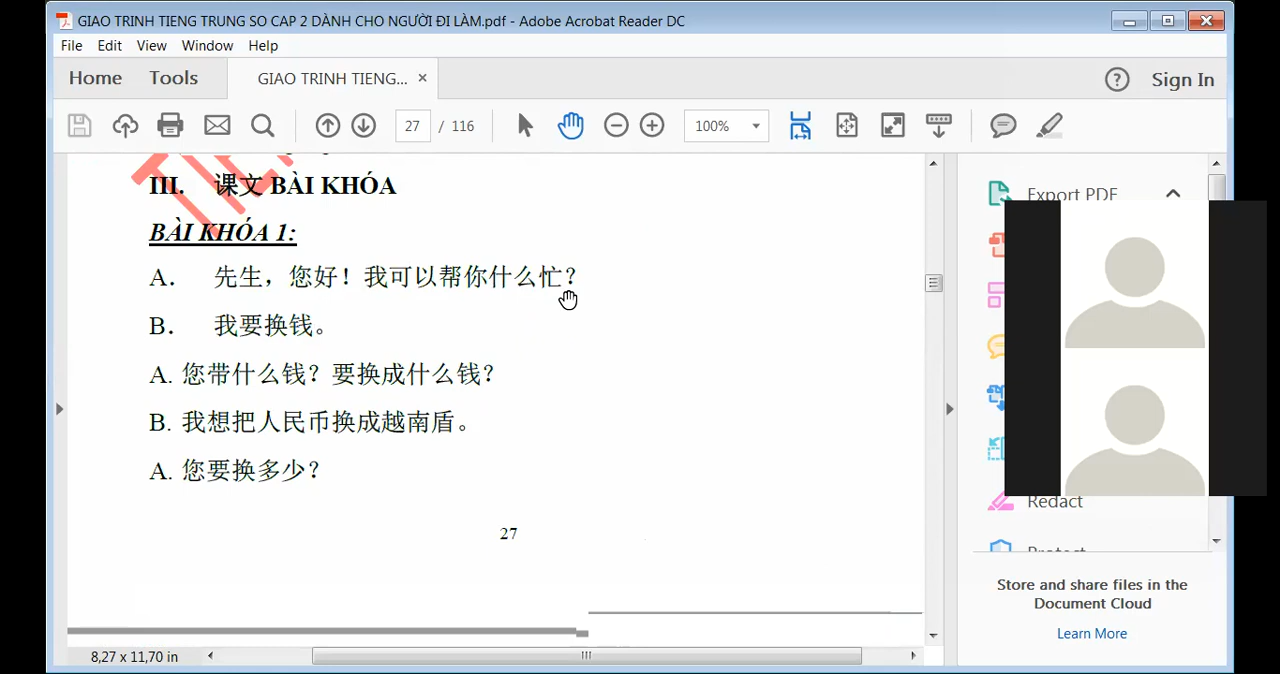 GIAO TRINH TIENG TRUNG SO CAP 2 DÀNH CHO NGƯỜI ĐI LÀM.pdf - Adobe Acrobat Reader DC
File Edit View Window Help
Home Tools GIAO TRINH TIENG... × Sign In
27 / 116 100%
III. 课文 BÀI KHÓA
BÀI KHÓA 1:
A. 先生，您好！我可以帮你什么忙？
B. 我要换钱。
A. 您带什么钱？要换成什么钱？
B. 我想把人民币换成越南盾。
A. 您要换多少？
27
8,27 x 11,70 in
Export PDF
Redact
Protect
Store and share files in the
Document Cloud
Learn More